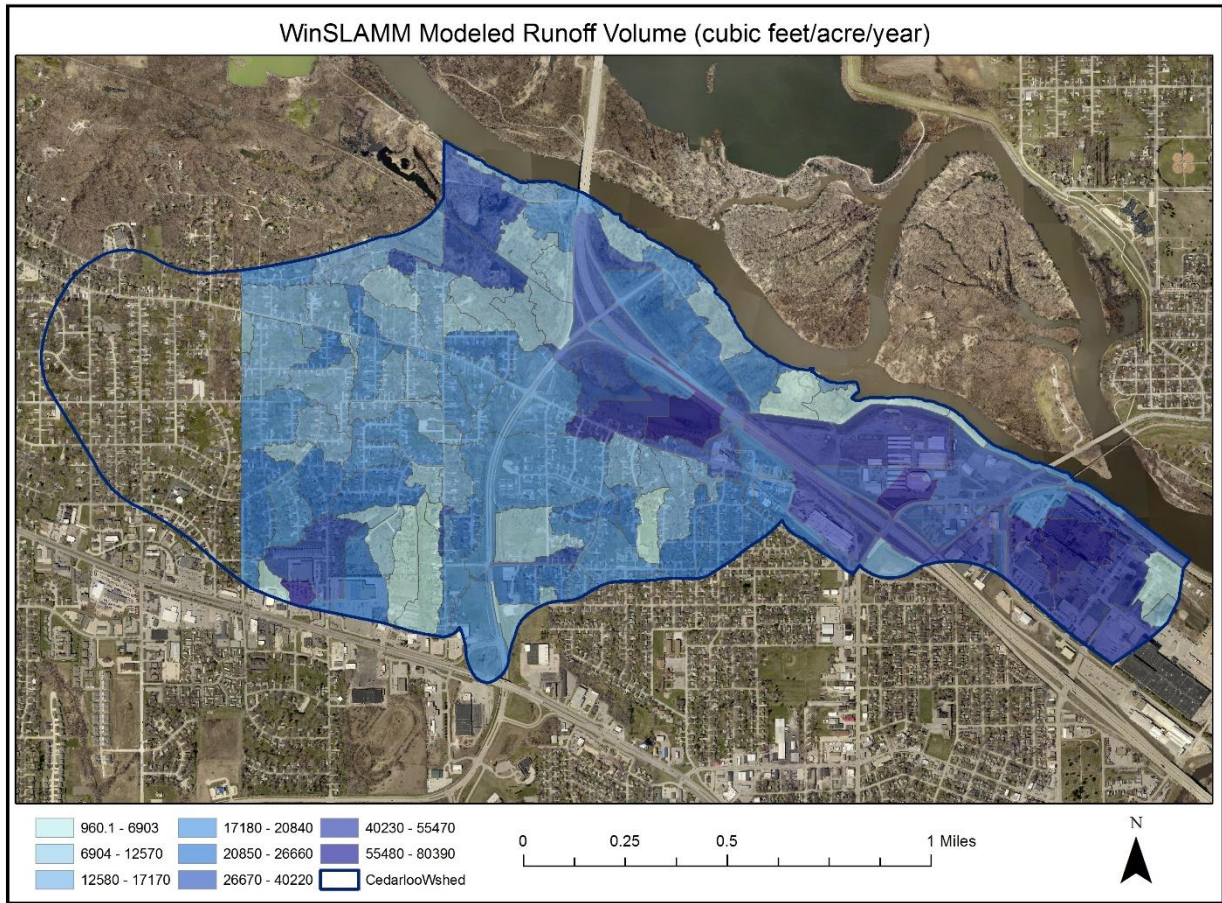 WinSLAMM Modeled Runoff Volume (cubic feet/acre/year)
960.1 - 6903
17180 - 20840
40230 - 55470
6904 - 12570
20850 - 26660
55480 - 80390
12580 - 17170
26670 - 40220
CedarlooWshed
0 0.25 0.5 1 Miles
N